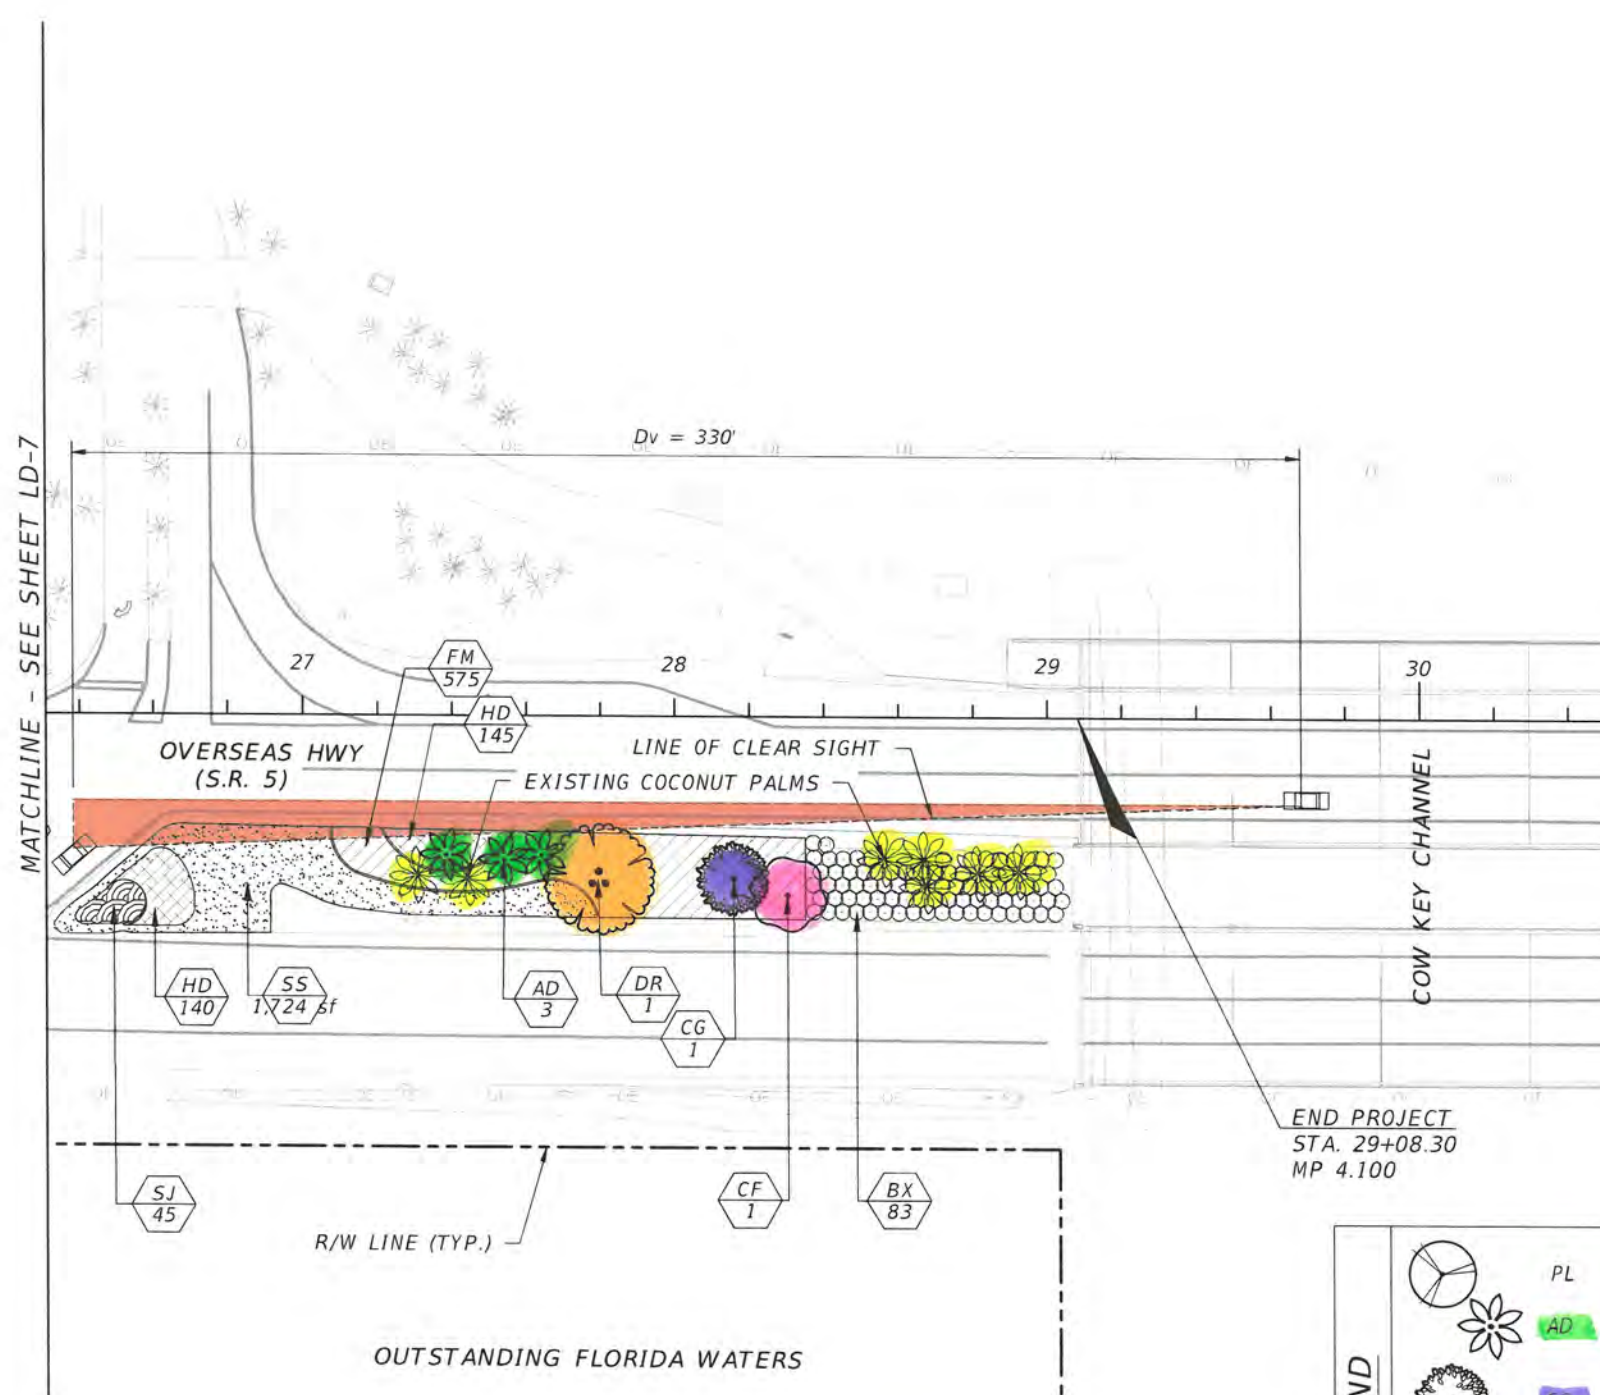 MATCHLINE - SEE SHEET LD-7
Dv = 330'
27
28
29
30
FM
575
HD
145
OVERSEAS HWY
(S.R. 5)
LINE OF CLEAR SIGHT
EXISTING COCONUT PALMS
COW KEY CHANNEL
HD
140
SS
1,724 sf
AD
3
DR
1
CG
1
END PROJECT
STA. 29+08.30
MP 4.100
SJ
45
CF
1
BX
83
R/W LINE (TYP.)
PL
AD
OUTSTANDING FLORIDA WATERS